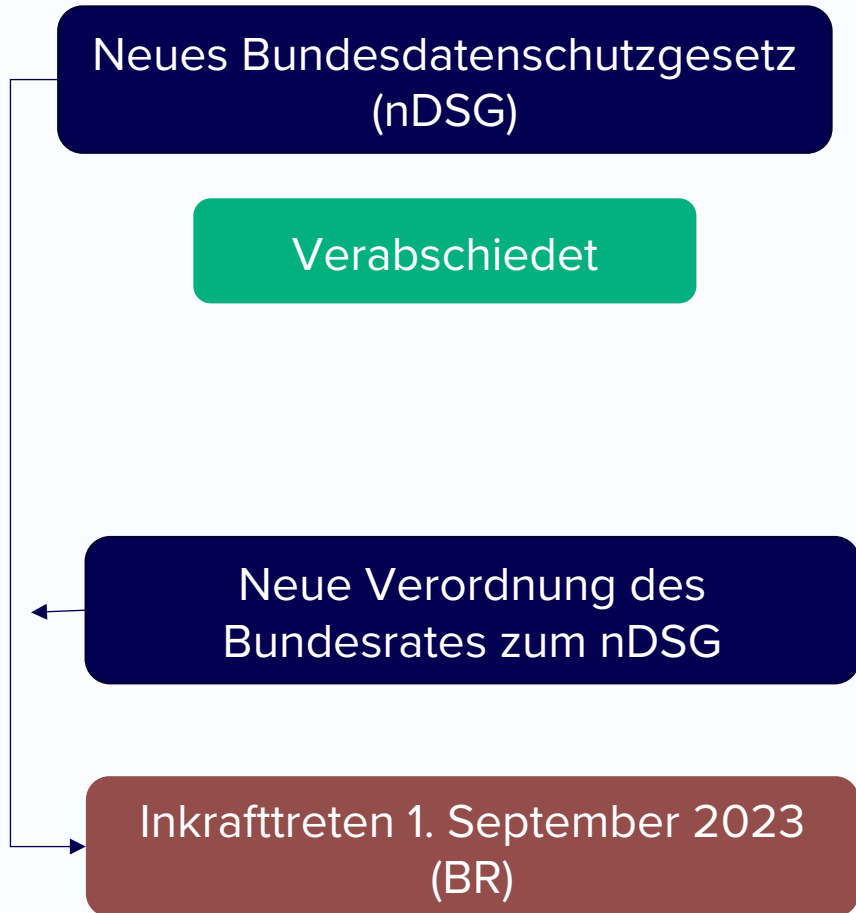 Neues Bundesdatenschutzgesetz
(nDSG)
Verabschiedet
Neue Verordnung des
Bundesrates zum nDSG
Inkrafttreten 1. September 2023
(BR)